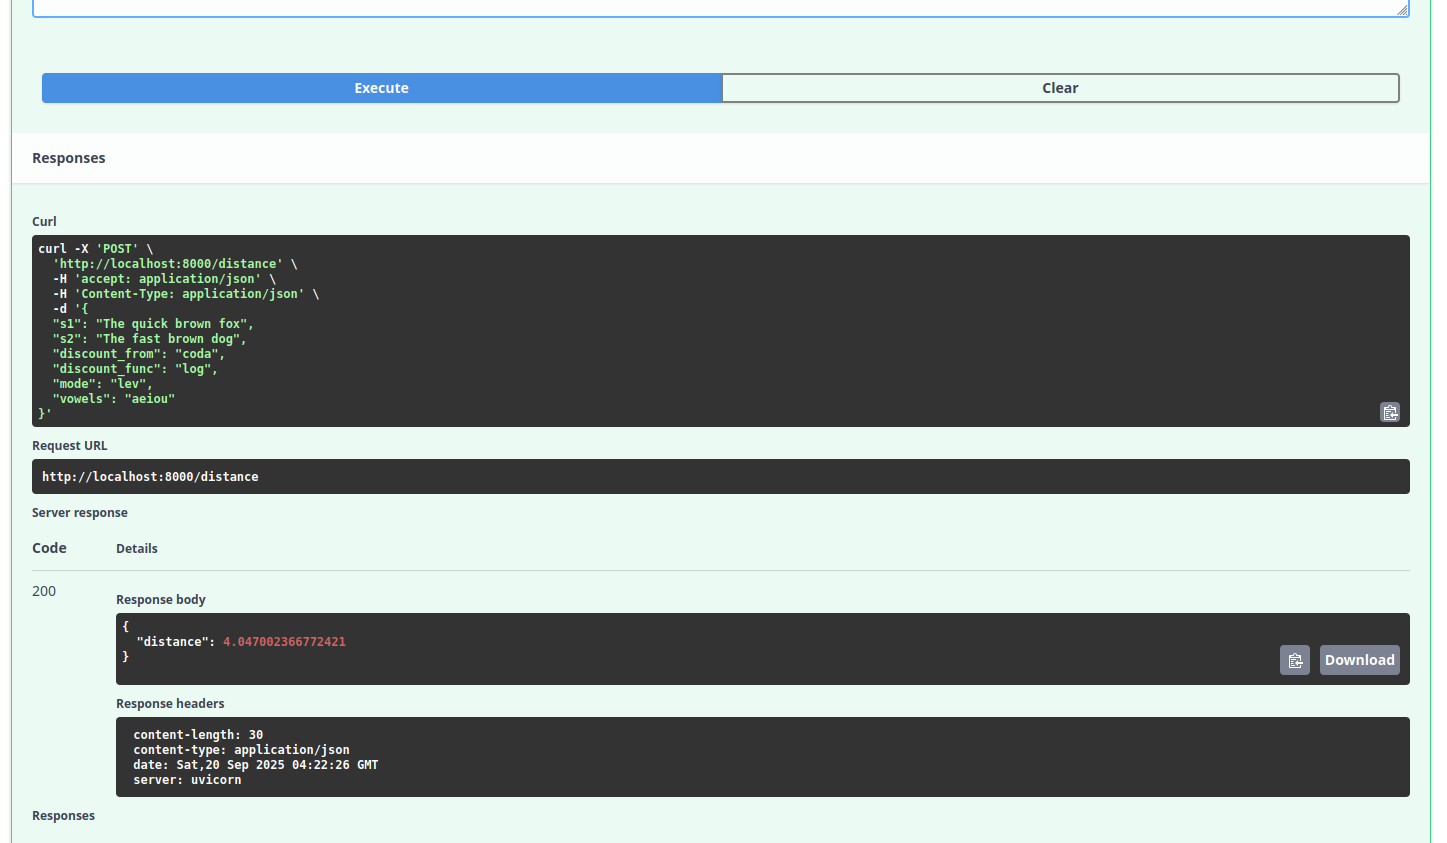 Execute
Clear
Responses
Curl
curl -X 'POST' \
  'http://localhost:8000/distance' \
  -H 'accept: application/json' \
  -H 'Content-Type: application/json' \
  -d '{
  "s1": "The quick brown fox",
  "s2": "The fast brown dog",
  "discount_from": "coda",
  "discount_func": "log",
  "mode": "lev",
  "vowels": "aeiou"
}'
Request URL
http://localhost:8000/distance
Server response
Code
Details
200
Response body
{
  "distance": 4.047002366772421
}
Download
Response headers
content-length: 30
content-type: application/json
date: Sat,20 Sep 2025 04:22:26 GMT
server: uvicorn
Responses